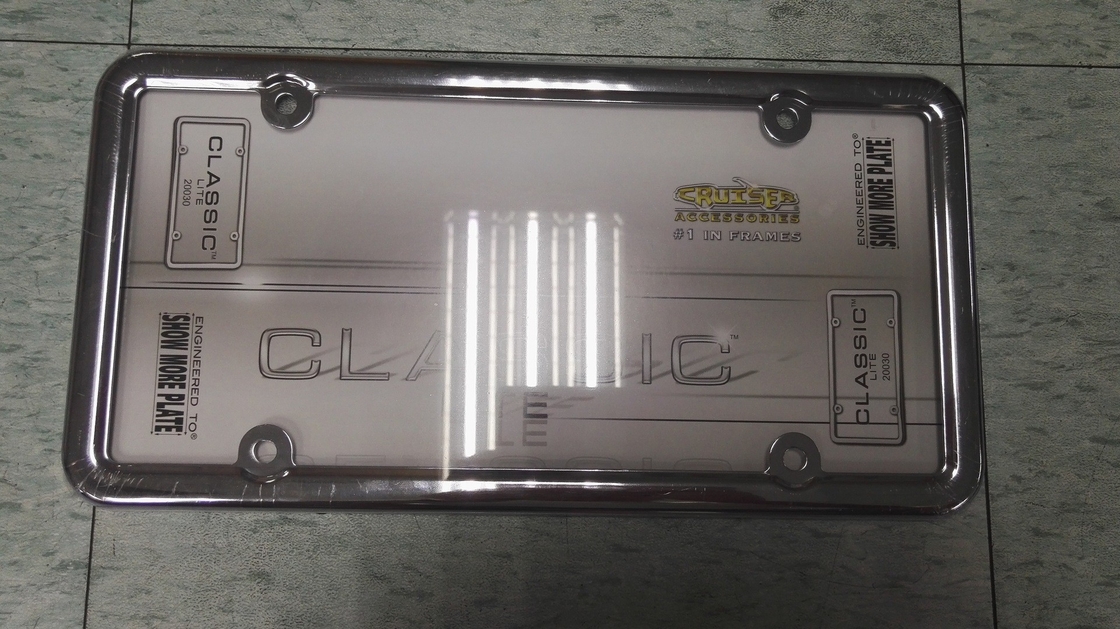 CLASSIC™
LITE
20030
ENGINEERED TO®
SHOW MORE PLATE
CRUISER
ACCESSORIES
#1 IN FRAMES
ENGINEERED TO®
SHOW MORE PLATE
CLASSIC™
CLASSIC™
LITE
20030